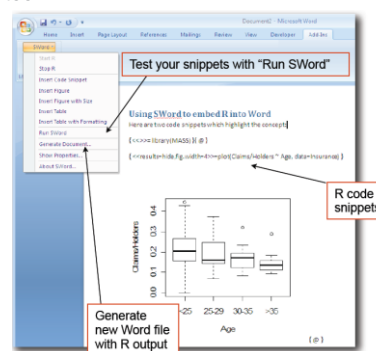 Document2 - Microsoft Word
Home Insert Page Layout References Mailings Review View Developer Add-Ins
SWord
Start R
Stop R
Insert Code Snippet
Insert Figure
Insert Figure with Size
Insert Table
Insert Table with Formatting
Run SWord
Generate Document...
Show Properties...
About SWord...
Test your snippets with “Run SWord”
Using SWord to embed R into Word
Here are two code snippets which highlight the concepts
{<<>>= library(MASS) }{@}
{<<results=hide,fig,width=4>>=plot(Claims/Holders ~ Age, data=Insurance) }
R code
snippets
Claims/Holders
0.4
0.3
0.2
0.1
0.0
<25 25-29 30-35 >35
Age
{@}
Generate
new Word file
with R output